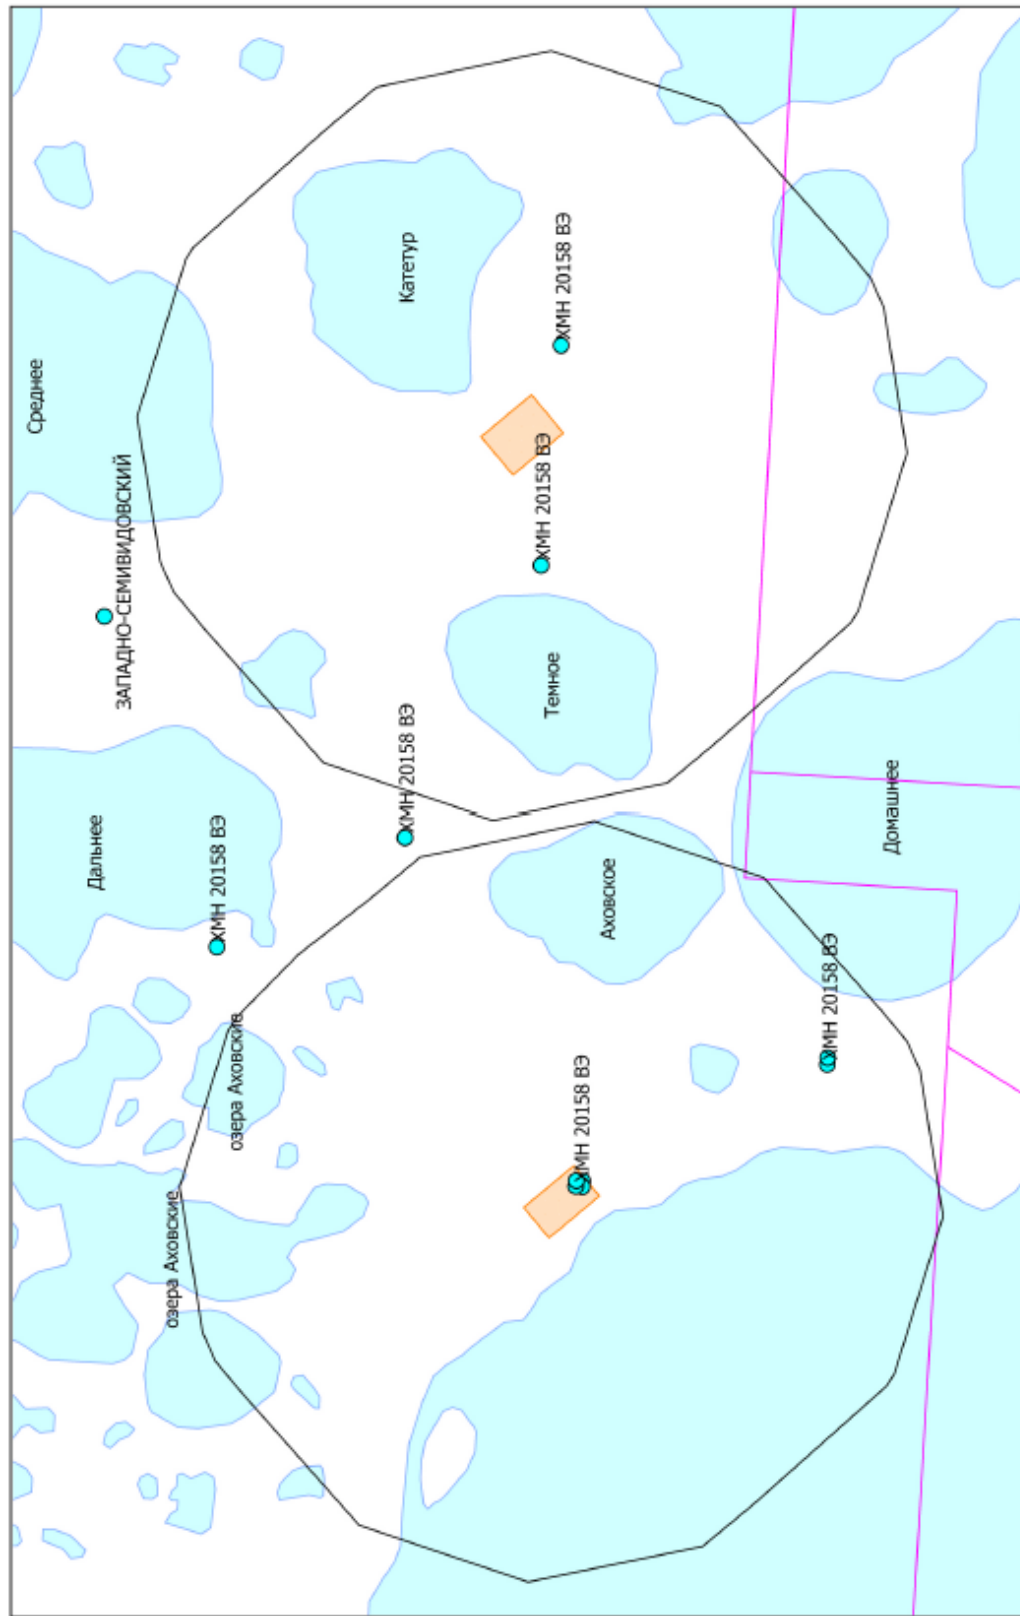 Среднее
ЗАПАДНО-СЕМИВИДОВСКИЙ
Дальнее
ХМН 20158 ВЭ
озера Аховские
озера Аховские
Катетур
ХМН 20158 ВЭ
ХМН 20158 ВЭ
ХМН 20158 ВЭ
Темное
Аховское
ХМН 20158 ВЭ
Домашнее
ХМН 20158 ВЭ